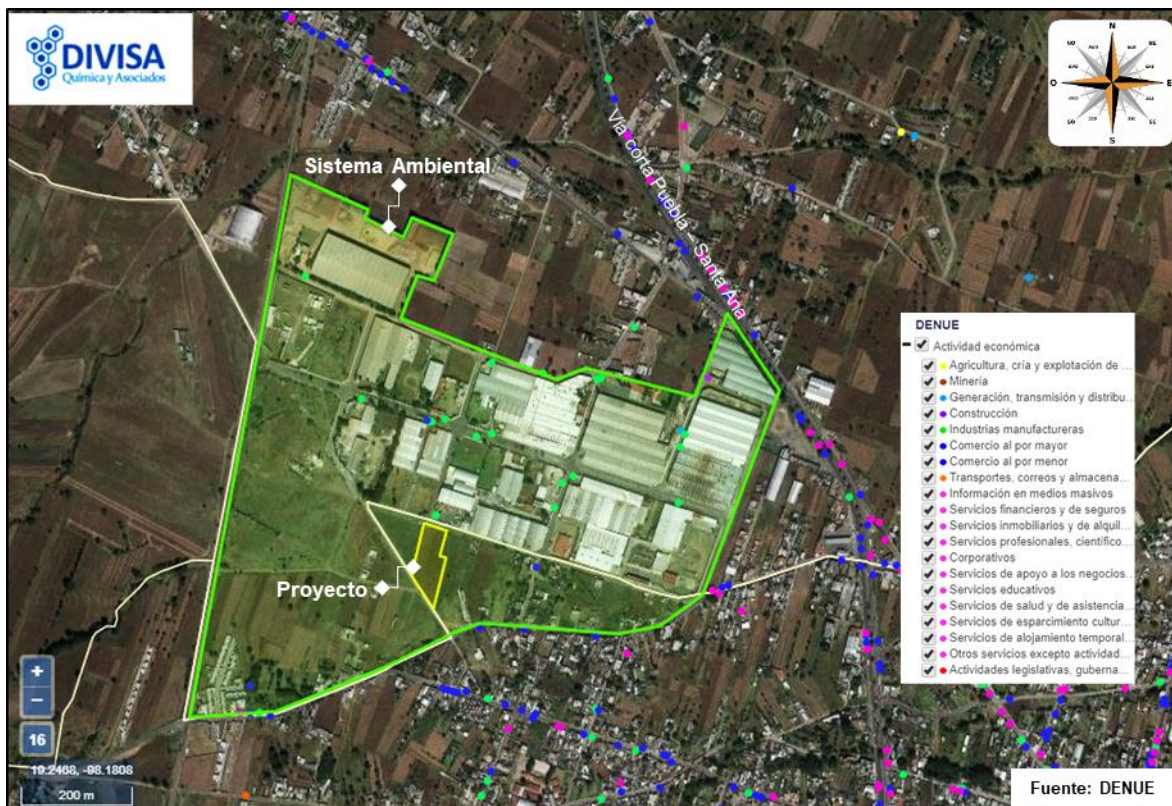 DIVISA
Química y Asociados
N
NO
NE
O
E
SO
SE
S
Sistema Ambiental
Vía corta Puebla - Santa Ana
Proyecto
DENUE
Actividad económica
Agricultura, cría y explotación de ...
Minería
Generación, transmisión y distribu...
Construcción
Industrias manufactureras
Comercio al por mayor
Comercio al por menor
Transportes, correos y almacena...
Información en medios masivos
Servicios financieros y de seguros
Servicios inmobiliarios y de alquil...
Servicios profesionales, científico...
Corporativos
Servicios de apoyo a los negocios...
Servicios educativos
Servicios de salud y de asistencia...
Servicios de esparcimiento cultur...
Servicios de alojamiento temporal...
Otros servicios excepto actividad...
Actividades legislativas, guberna...
+
−
16
19.2468, -98.1808
200 m
Fuente: DENUE